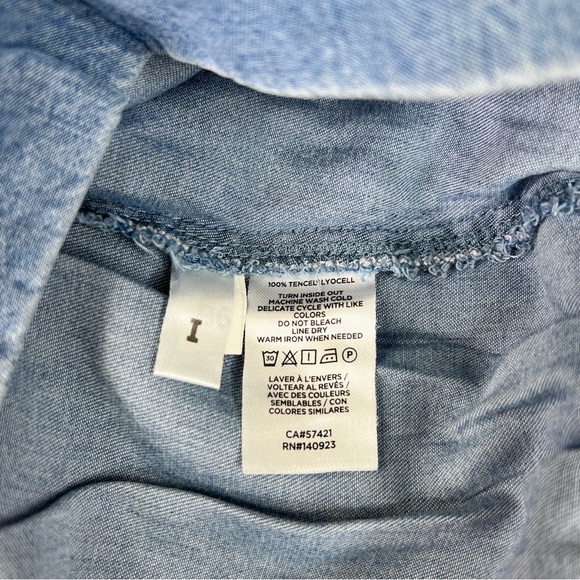 I
100% TENCEL™ LYOCELL
TURN INSIDE OUT
MACHINE WASH COLD
DELICATE CYCLE WITH LIKE
COLORS
DO NOT BLEACH
LINE DRY
WARM IRON WHEN NEEDED
30 P
LAVER À L'ENVERS /
VOLTEAR AL REVÉS /
AVEC DES COULEURS
SEMBLABLES / CON
COLORES SIMILARES
CA#57421
RN#140923